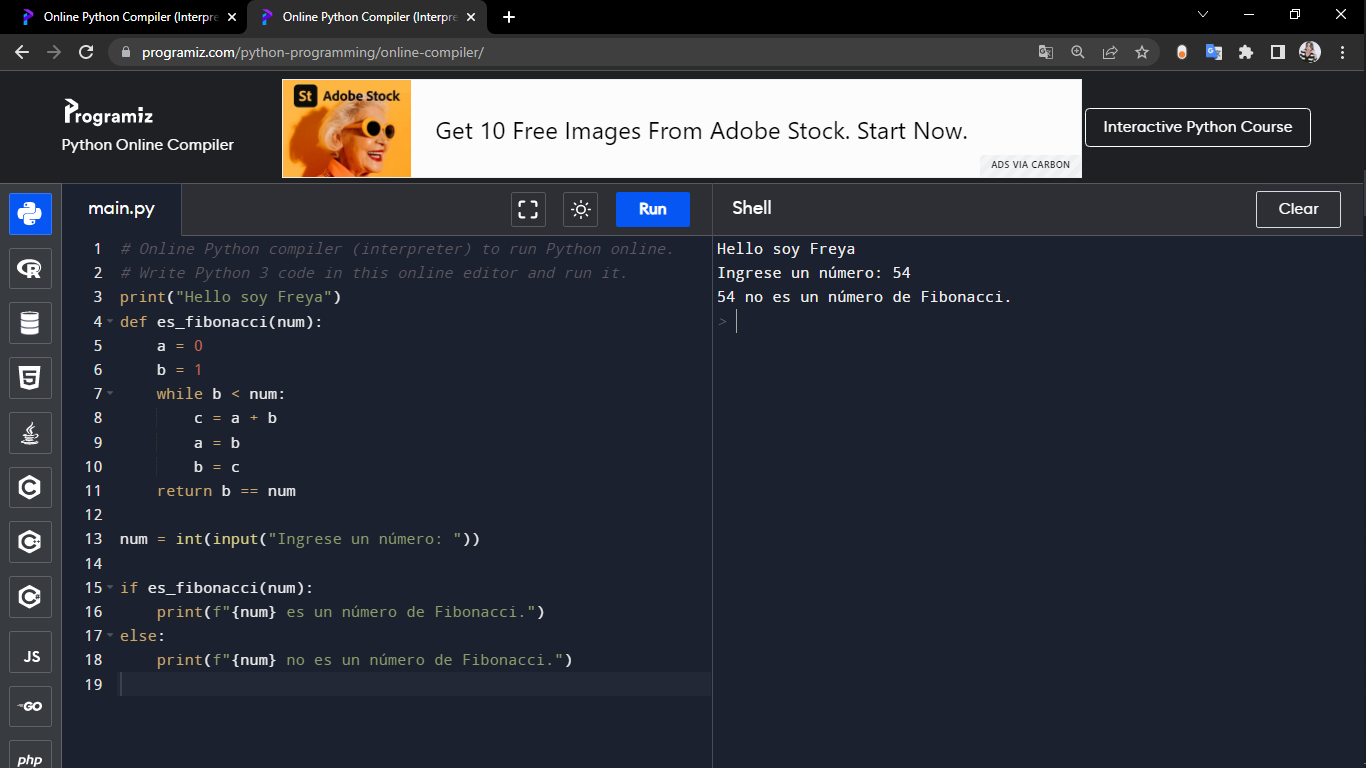 Online Python Compiler (Interpre
Online Python Compiler (Interpre
programiz.com/python-programming/online-compiler/
Programiz
Python Online Compiler
St Adobe Stock
Get 10 Free Images From Adobe Stock. Start Now.
ADS VIA CARBON
Interactive Python Course
main.py
Run
Shell
Clear
1 # Online Python compiler (interpreter) to run Python online.
2 # Write Python 3 code in this online editor and run it.
3 print("Hello soy Freya")
4 def es_fibonacci(num):
5     a = 0
6     b = 1
7     while b < num:
8         c = a + b
9         a = b
10         b = c
11     return b == num
12
13 num = int(input("Ingrese un número: "))
14
15 if es_fibonacci(num):
16     print(f"{num} es un número de Fibonacci.")
17 else:
18     print(f"{num} no es un número de Fibonacci.")
19
Hello soy Freya
Ingrese un número: 54
54 no es un número de Fibonacci.
>
R
5
C
C
C
JS
GO
php